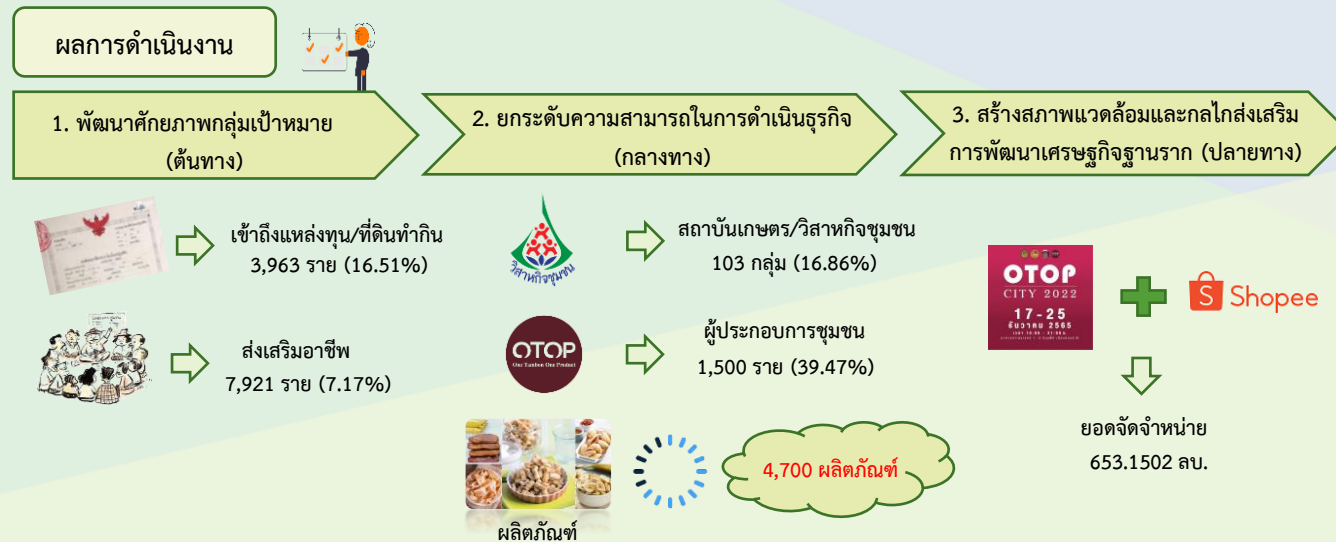 ผลการดำเนินงาน
1. พัฒนาศักยภาพกลุ่มเป้าหมาย
(ต้นทาง)
2. ยกระดับความสามารถในการดำเนินธุรกิจ
(กลางทาง)
3. สร้างสภาพแวดล้อมและกลไกส่งเสริม
การพัฒนาเศรษฐกิจฐานราก (ปลายทาง)
เข้าถึงแหล่งทุน/ที่ดินทำกิน
3,963 ราย (16.51%)
ส่งเสริมอาชีพ
7,921 ราย (7.17%)
วิสาหกิจชุมชน
สถาบันเกษตร/วิสาหกิจชุมชน
103 กลุ่ม (16.86%)
OTOP
One Tambon One Product
ผู้ประกอบการชุมชน
1,500 ราย (39.47%)
ผลิตภัณฑ์
4,700 ผลิตภัณฑ์
OTOP
CITY 2022
17-25
ธันวาคม 2565
S Shopee
ยอดจัดจำหน่าย
653.1502 ลบ.